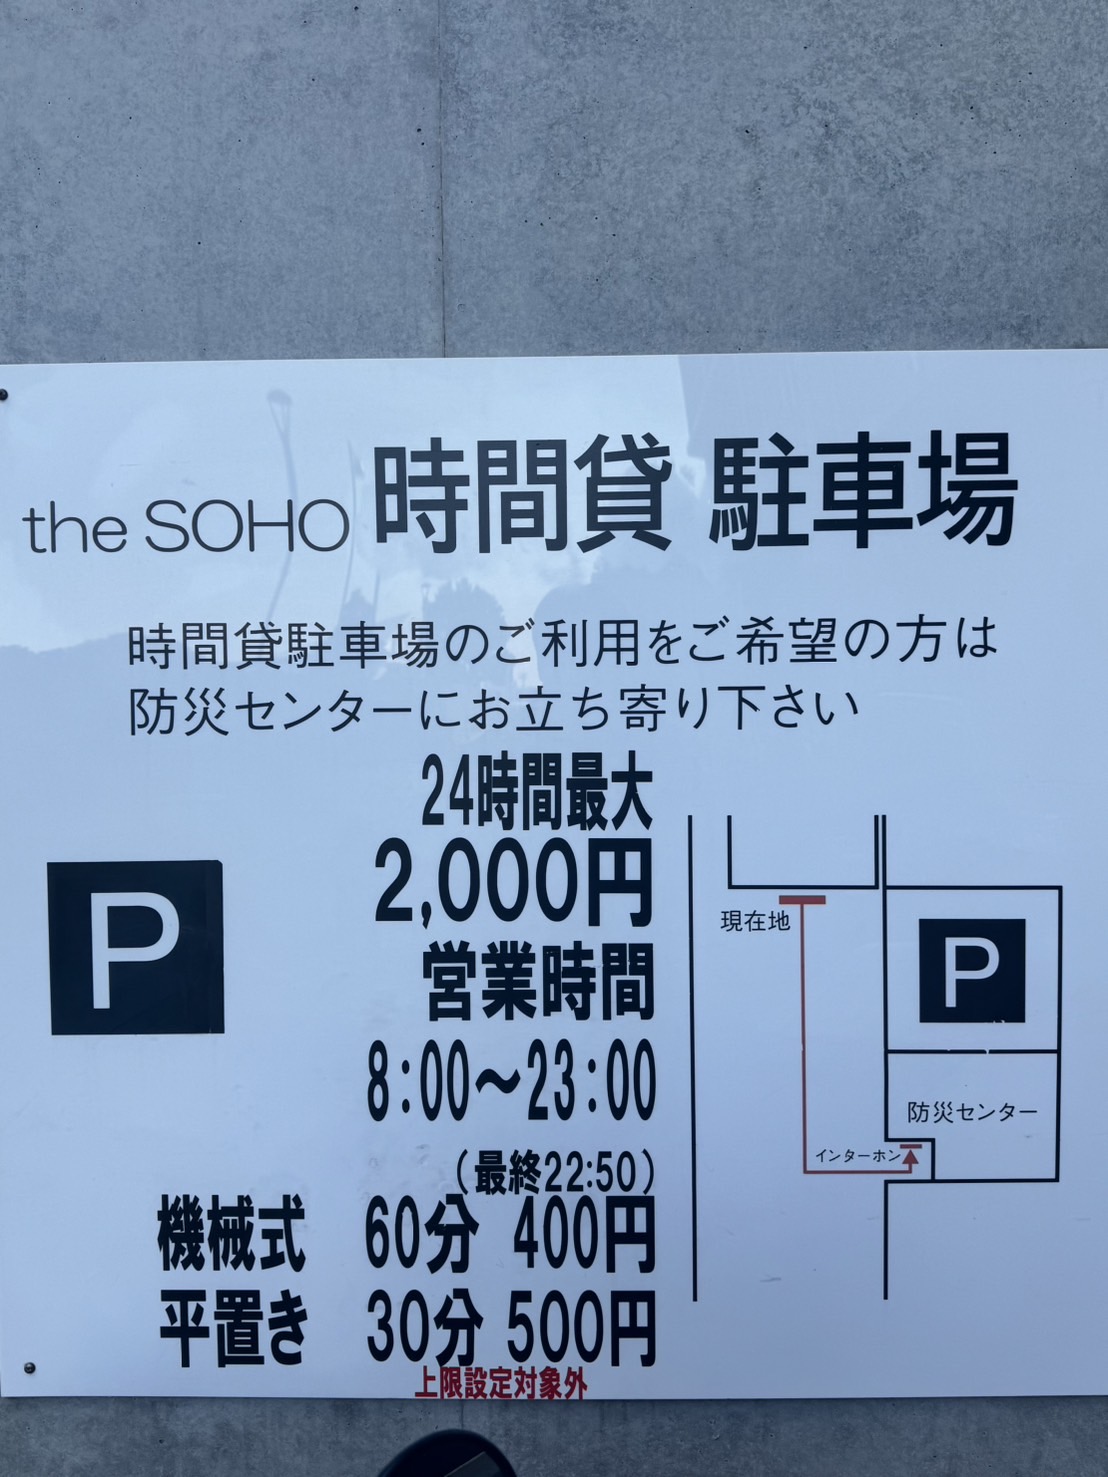 the SOHO 時間貸 駐車場
時間貸駐車場のご利用をご希望の方は
防災センターにお立ち寄り下さい
24時間最大
2,000円
営業時間
8:00～23:00
(最終22:50)
機械式 60分 400円
平置き 30分 500円
上限設定対象外
P
現在地
P
防災センター
インターホン